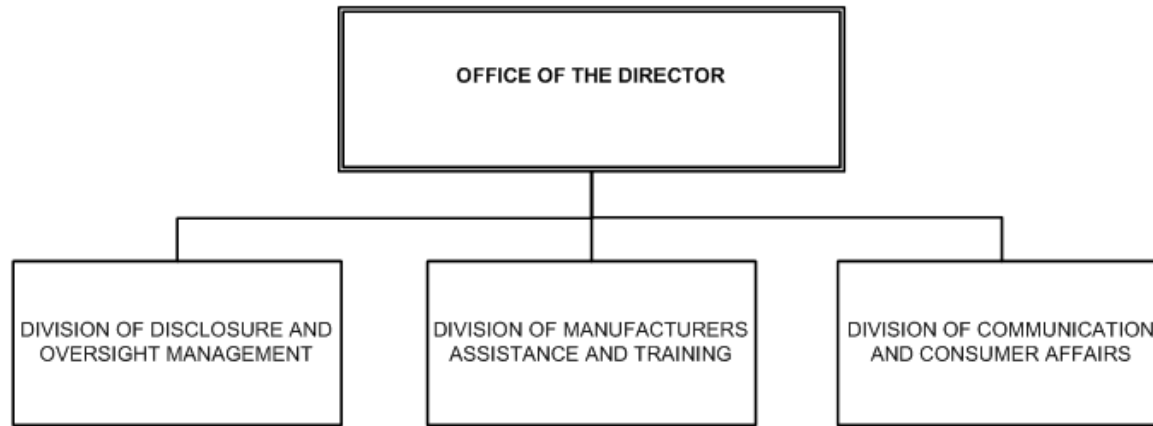 OFFICE OF THE DIRECTOR
DIVISION OF DISCLOSURE AND
OVERSIGHT MANAGEMENT
DIVISION OF MANUFACTURERS
ASSISTANCE AND TRAINING
DIVISION OF COMMUNICATION
AND CONSUMER AFFAIRS